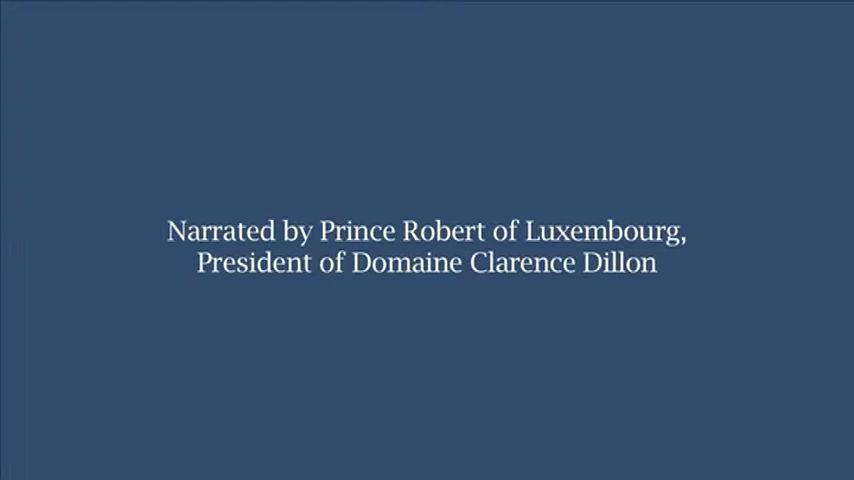 Narrated by Prince Robert of Luxembourg,
President of Domaine Clarence Dillon